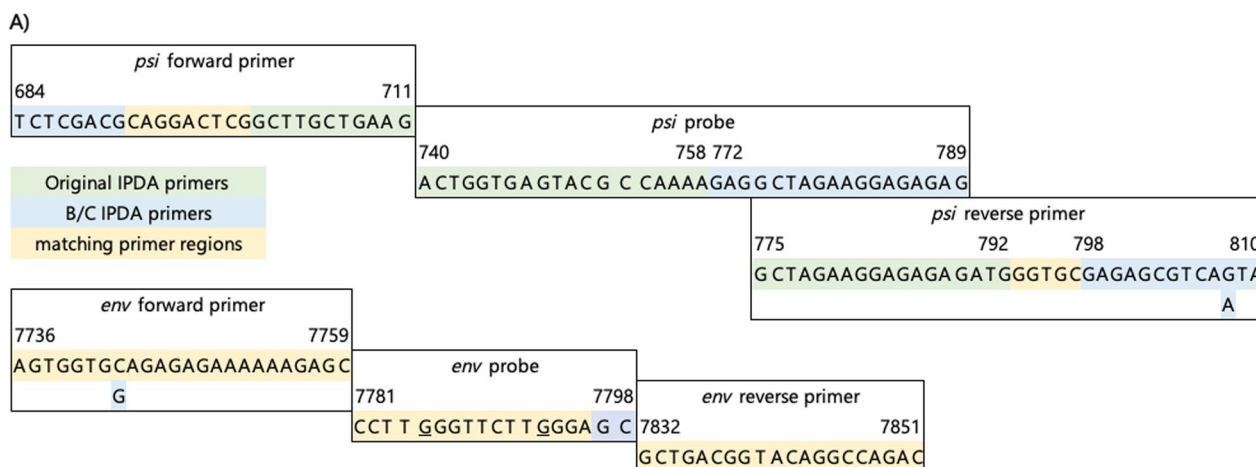 A)
psi forward primer
684 711
TCTCGACGCAGGACTCGGCTTGCTGAAG
psi probe
740 758 772 789
ACTGGTGAGTACGCCAAAAGAGGCTAGAAGGAGAGAG
Original IPDA primers
B/C IPDA primers
matching primer regions
psi reverse primer
775 792 798 810
GCTAGAAGGAGAGAGATGGGTGCGAGAGCGTCAGTA
A
env forward primer
7736 7759
AGTGGTGCAGAGAGAAAAAAGAGC
G
env probe
7781 7798
CCTTGGGTTCTTGGGAGC
env reverse primer
7832 7851
GCTGACGGTACAGGCCAGAC